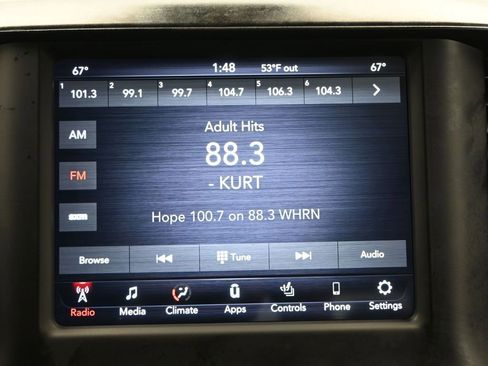 67° 1:48 53°F out 67°
1 101.3 2 99.1 3 99.7 4 104.7 5 106.3 6 104.3
AM
Adult Hits
88.3
FM
- KURT
SXM
Hope 100.7 on 88.3 WHRN
Browse Tune Audio
Radio Media Climate Apps Controls Phone Settings